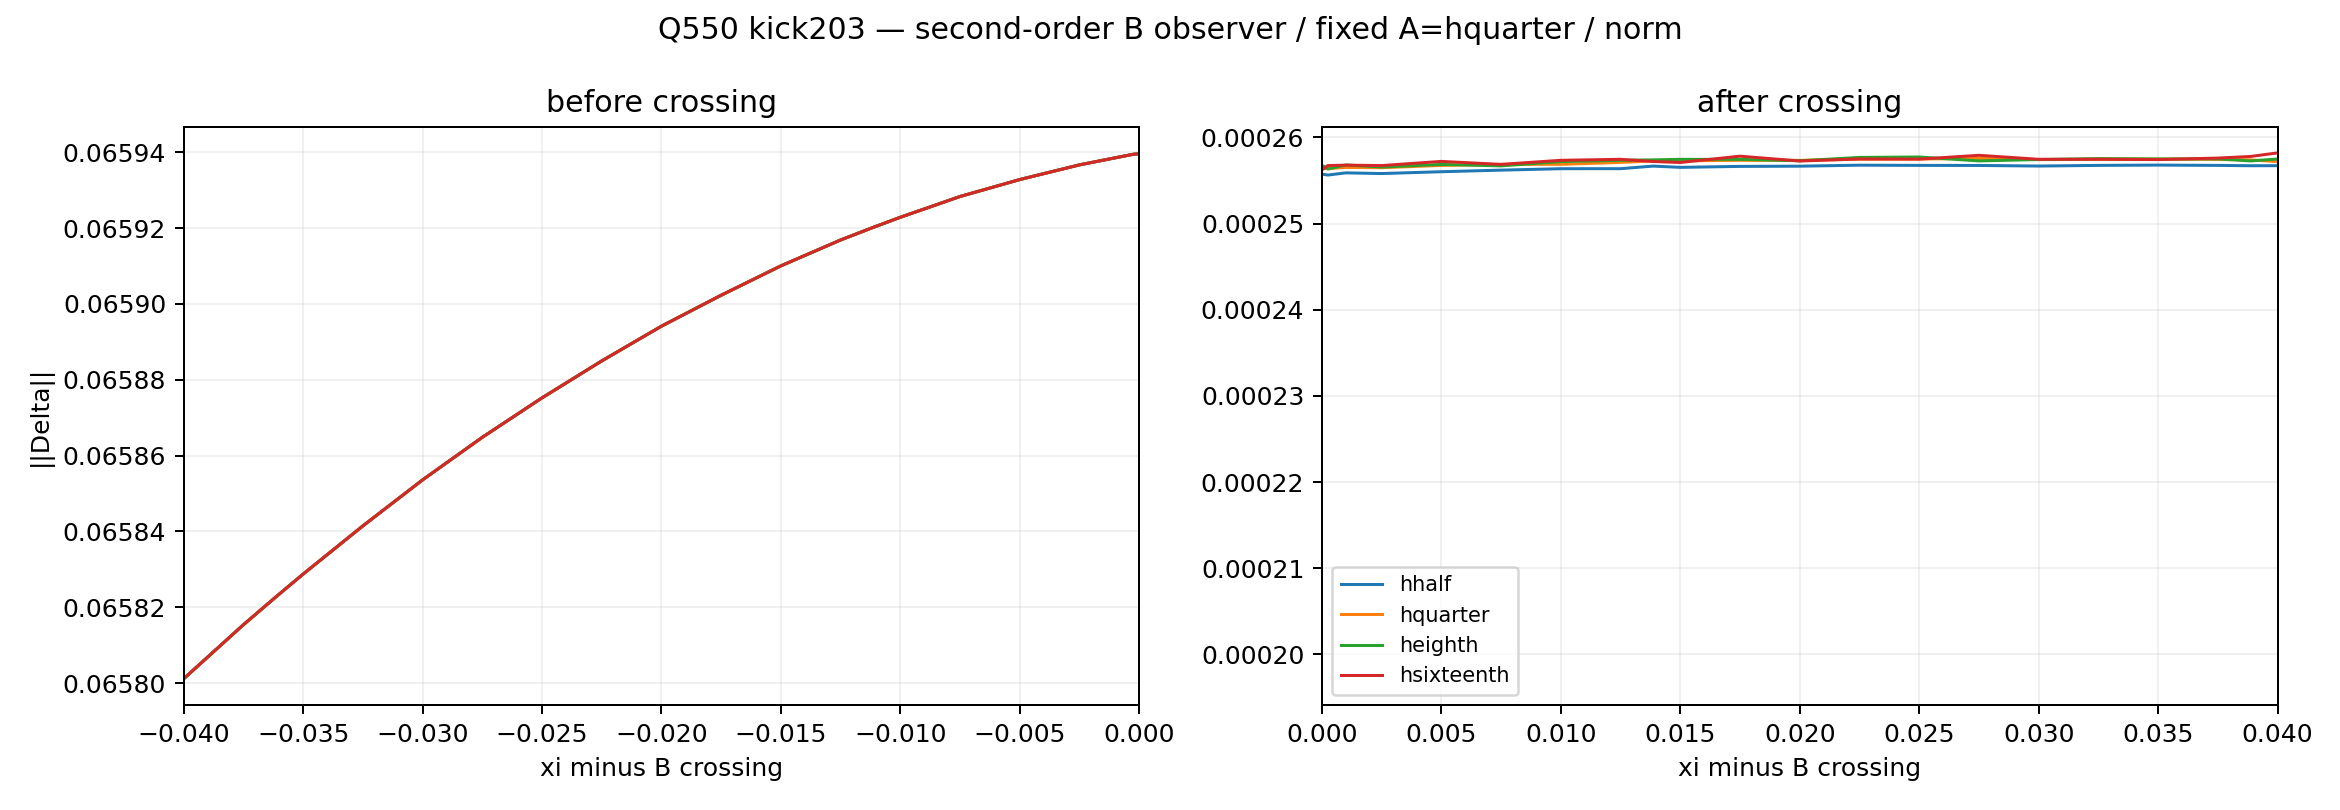 Q550 kick203 — second-order B observer / fixed A=hquarter / norm
before crossing
||Delta||
0.06594
0.06592
0.06590
0.06588
0.06586
0.06584
0.06582
0.06580
−0.040 −0.035 −0.030 −0.025 −0.020 −0.015 −0.010 −0.005 0.000
xi minus B crossing
after crossing
0.00026
0.00025
0.00024
0.00023
0.00022
0.00021
0.00020
hhalf
hquarter
heighth
hsixteenth
0.000 0.005 0.010 0.015 0.020 0.025 0.030 0.035 0.040
xi minus B crossing